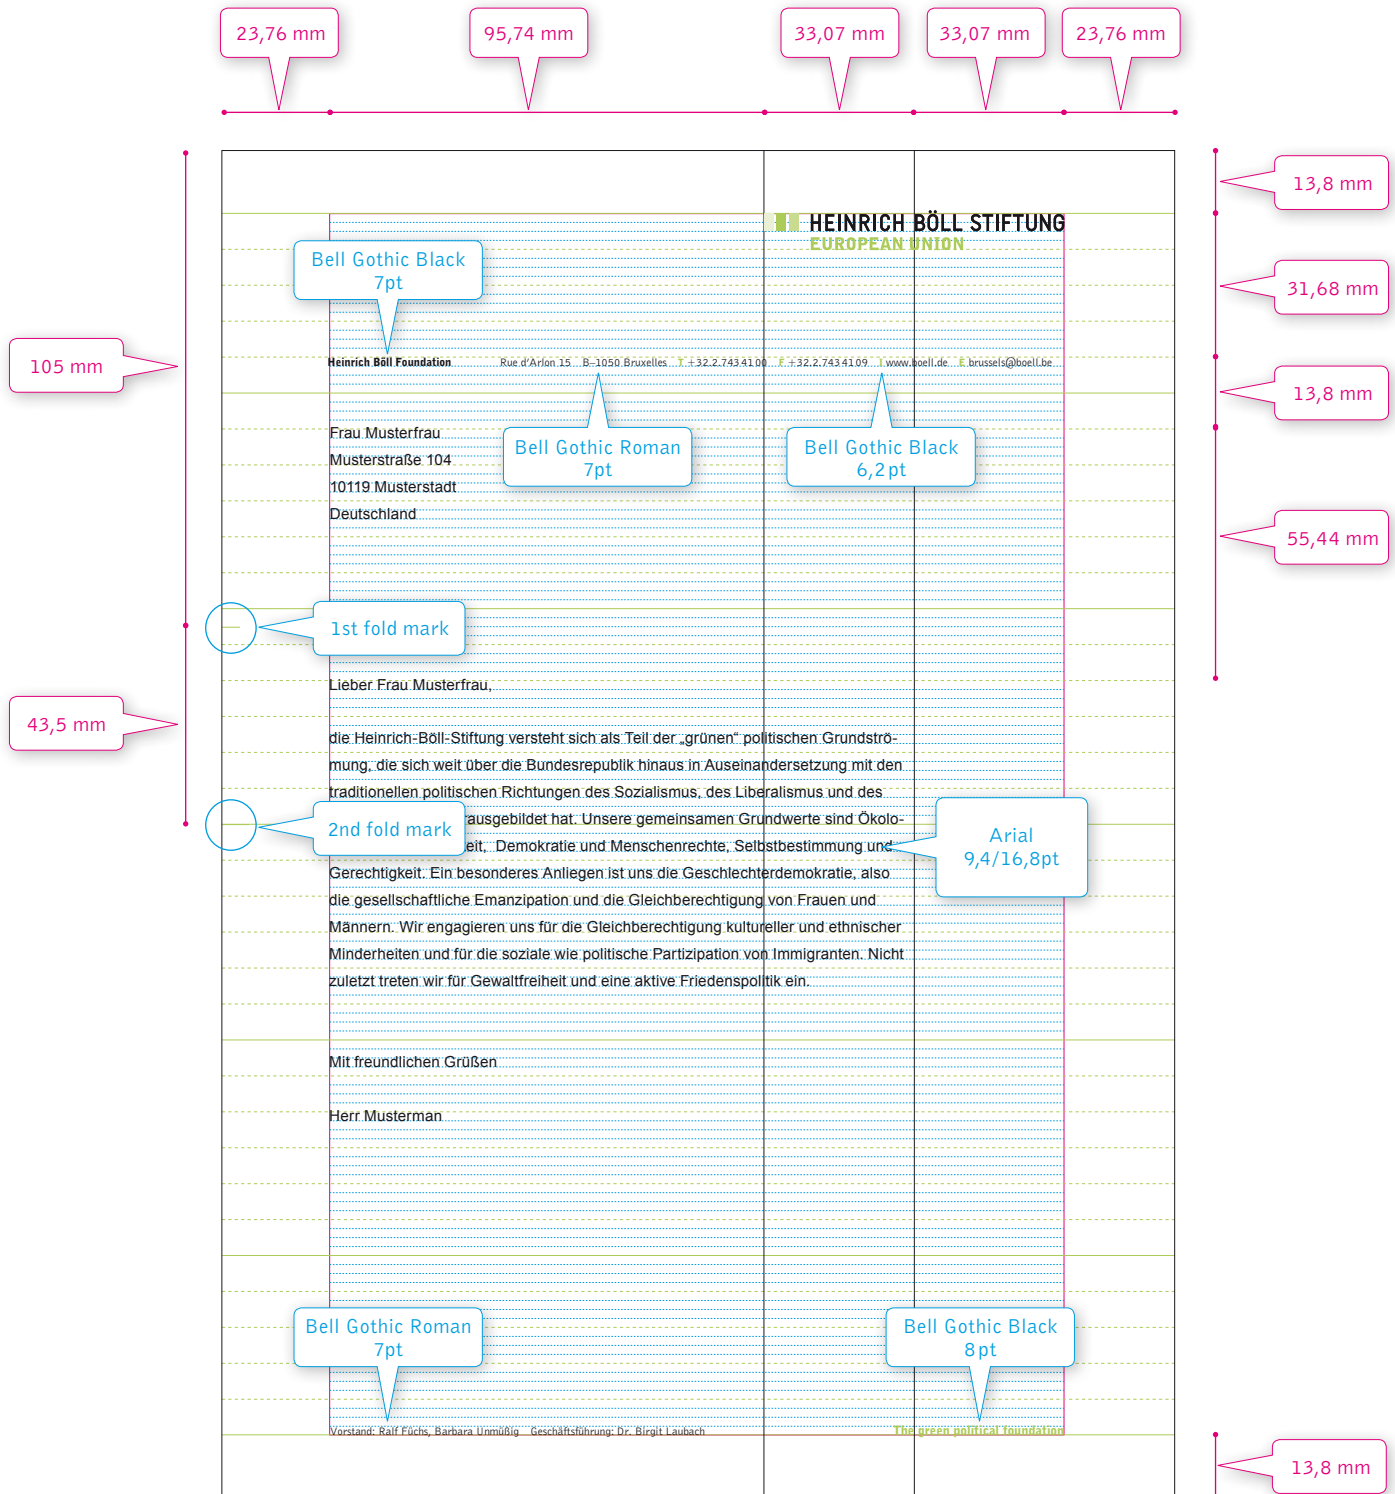 23,76 mm
95,74 mm
33,07 mm
33,07 mm
23,76 mm
13,8 mm
HEINRICH BÖLL STIFTUNG
EUROPEAN UNION
Bell Gothic Black
7pt
31,68 mm
105 mm
Heinrich Böll Foundation Rue d'Arlon 15 B–1050 Bruxelles T +32.2.743 41 00 F +32.2.743 41 09 I www.boell.de E brussels@boell.be
13,8 mm
Frau Musterfrau
Musterstraße 104
10119 Musterstadt
Deutschland
Bell Gothic Roman
7pt
Bell Gothic Black
6,2 pt
55,44 mm
1st fold mark
Lieber Frau Musterfrau,
43,5 mm
die Heinrich-Böll-Stiftung versteht sich als Teil der „grünen“ politischen Grundströ-
mung, die sich weit über die Bundesrepublik hinaus in Auseinandersetzung mit den
traditionellen politischen Richtungen des Sozialismus, des Liberalismus und des
rausgebildet hat. Unsere gemeinsamen Grundwerte sind Ökolo-
2nd fold mark
eit, Demokratie und Menschenrechte, Selbstbestimmung und
Arial
9,4/16,8pt
Gerechtigkeit. Ein besonderes Anliegen ist uns die Geschlechterdemokratie, also
die gesellschaftliche Emanzipation und die Gleichberechtigung von Frauen und
Männern. Wir engagieren uns für die Gleichberechtigung kultureller und ethnischer
Minderheiten und für die soziale wie politische Partizipation von Immigranten. Nicht
zuletzt treten wir für Gewaltfreiheit und eine aktive Friedenspolitik ein.
Mit freundlichen Grüßen
Herr Musterman
Bell Gothic Roman
7pt
Bell Gothic Black
8 pt
Vorstand: Ralf Fücks, Barbara Unmüßig Geschäftsführung: Dr. Birgit Laubach
The green political foundation
13,8 mm